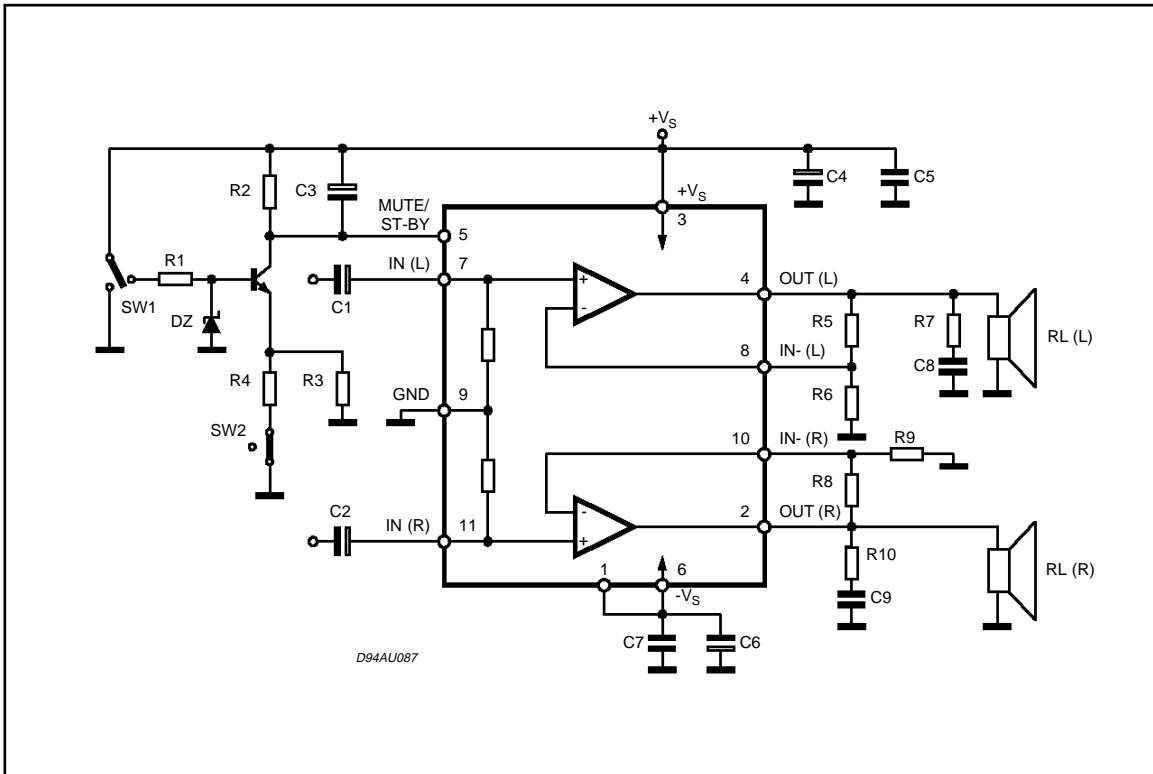 +VS
R2
C3
C4
C5
MUTE/
ST-BY
+VS
3
5
R1
IN (L)
7
4
OUT (L)
+
-
SW1
C1
DZ
R5
R7
RL (L)
8
IN- (L)
R4
R3
C8
GND
9
R6
SW2
10
IN- (R)
R9
R8
C2
IN (R)
11
-
+
2
OUT (R)
R10
1
6
-VS
RL (R)
C9
C7
C6
D94AU087